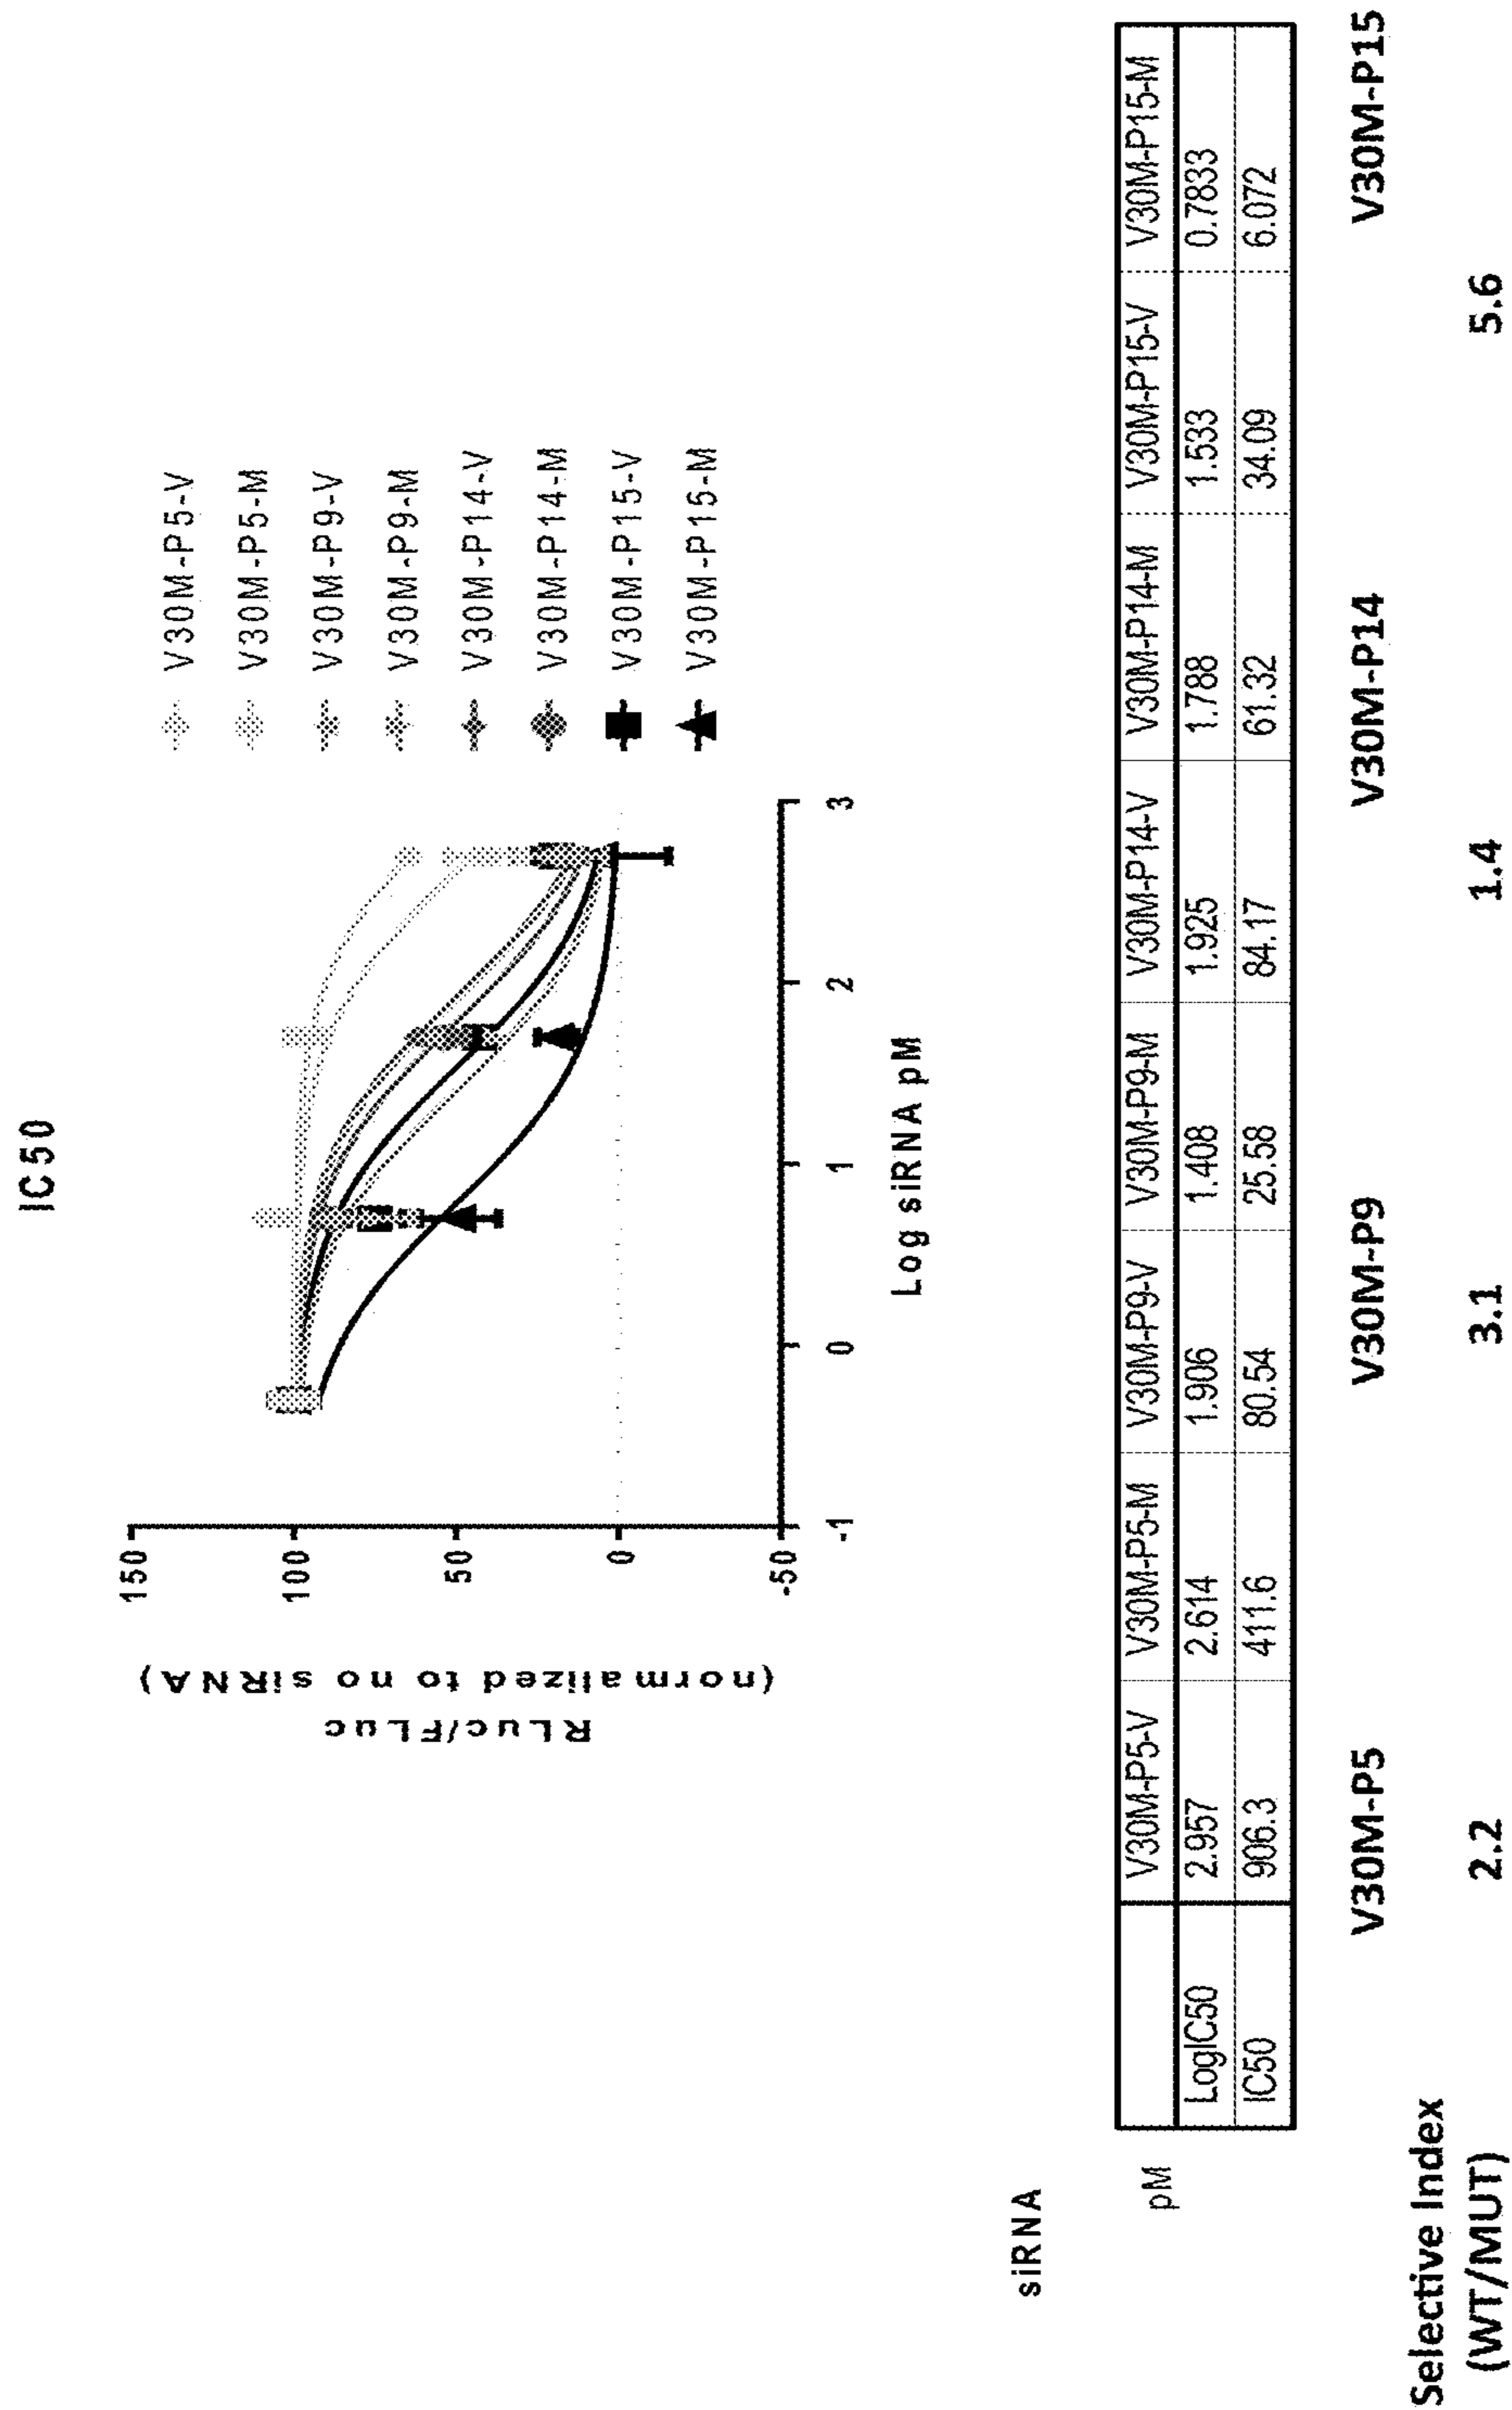 IC50
RLuc/FLuc
(normalized to no siRNA)
150
100
50
0
-50
-1
0
1
2
3
Log siRNA pM
V30M-P5-V
V30M-P5-M
V30M-P9-V
V30M-P9-M
V30M-P14-V
V30M-P14-M
V30M-P15-V
V30M-P15-M
siRNA
pM
V30M-P5-V V30M-P5-M V30M-P9-V V30M-P9-M V30M-P14-V V30M-P14-M V30M-P15-V V30M-P15-M
LogIC50 2.957 2.614 1.906 1.408 1.925 1.788 1.533 0.7833
IC50 906.3 411.6 80.54 25.58 84.17 61.32 34.09 6.072
V30M-P5 V30M-P9 V30M-P14 V30M-P15
Selective Index
(WT/MUT) 2.2 3.1 1.4 5.6